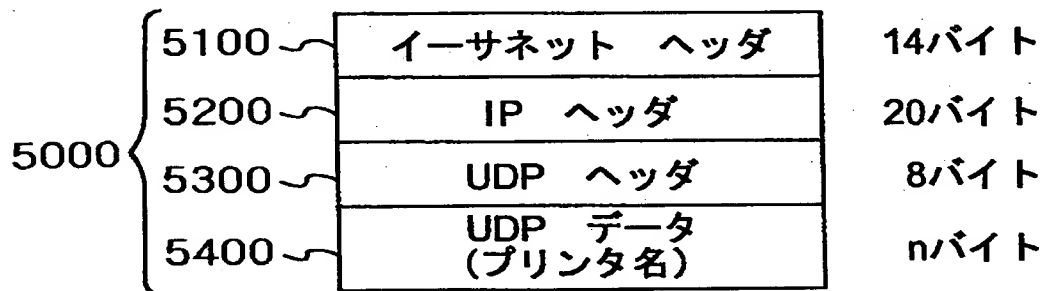 5100 イーサネット ヘッダ 14バイト
5200 IP ヘッダ 20バイト
5000
5300 UDP ヘッダ 8バイト
5400 UDP データ
(プリンタ名) nバイト